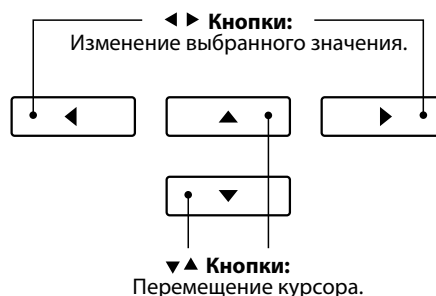 ◀ ▶ Кнопки:
Изменение выбранного значения.
▼▲ Кнопки:
Перемещение курсора.